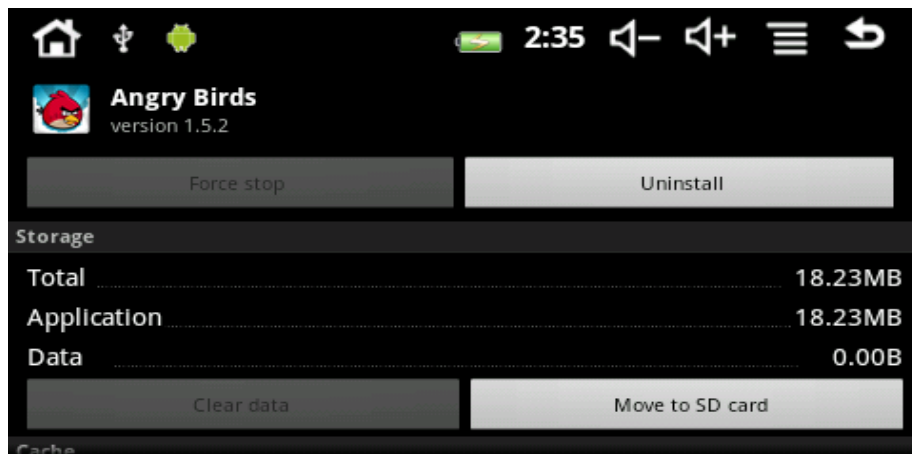 2:35
Angry Birds
version 1.5.2
Force stop Uninstall
Storage
Total 18.23MB
Application 18.23MB
Data 0.00B
Clear data Move to SD card
Cache